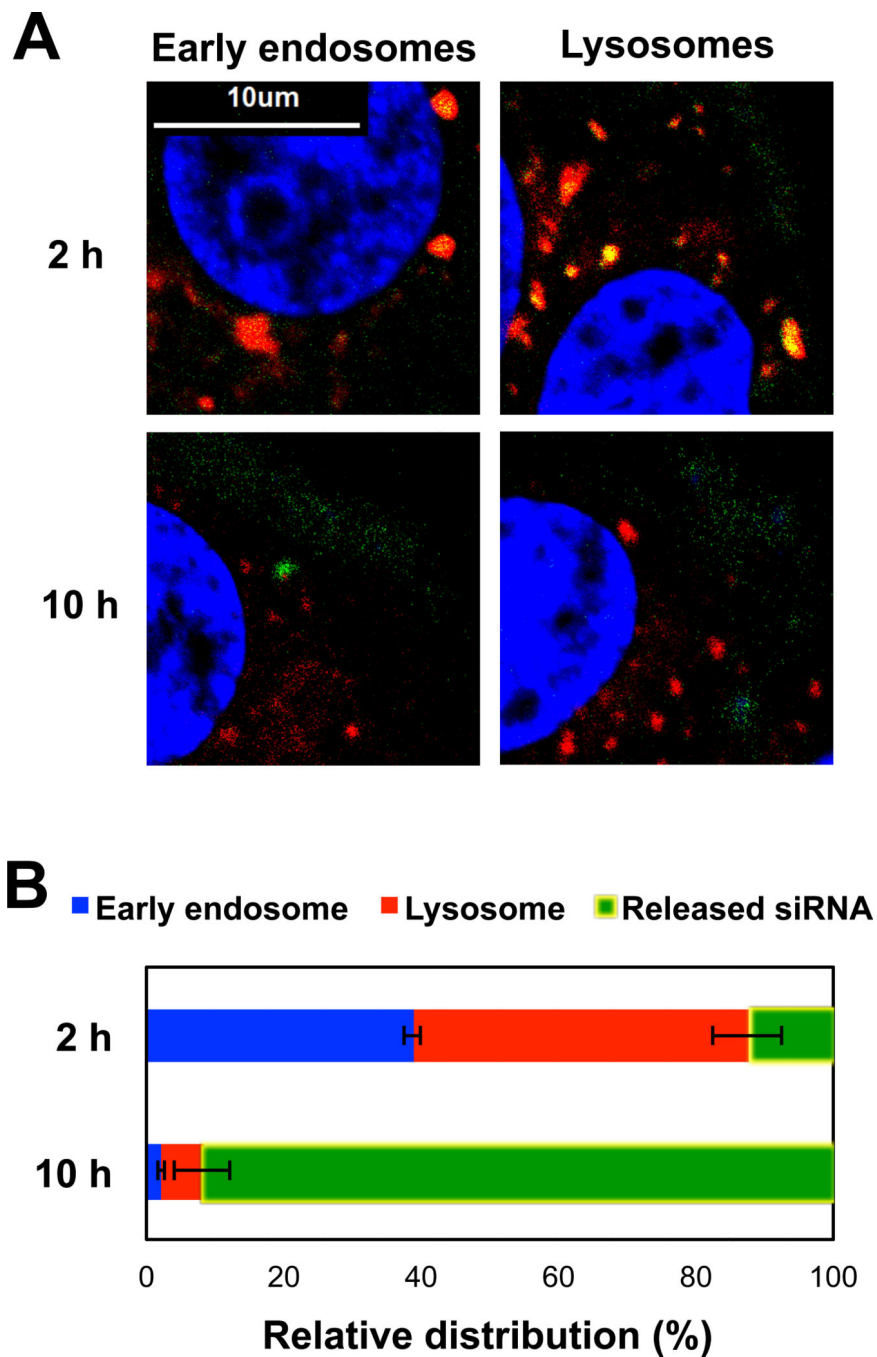 A
Early endosomes
Lysosomes
10um
2 h
10 h
B
Early endosome
Lysosome
Released siRNA
2 h
10 h
0 20 40 60 80 100
Relative distribution (%)